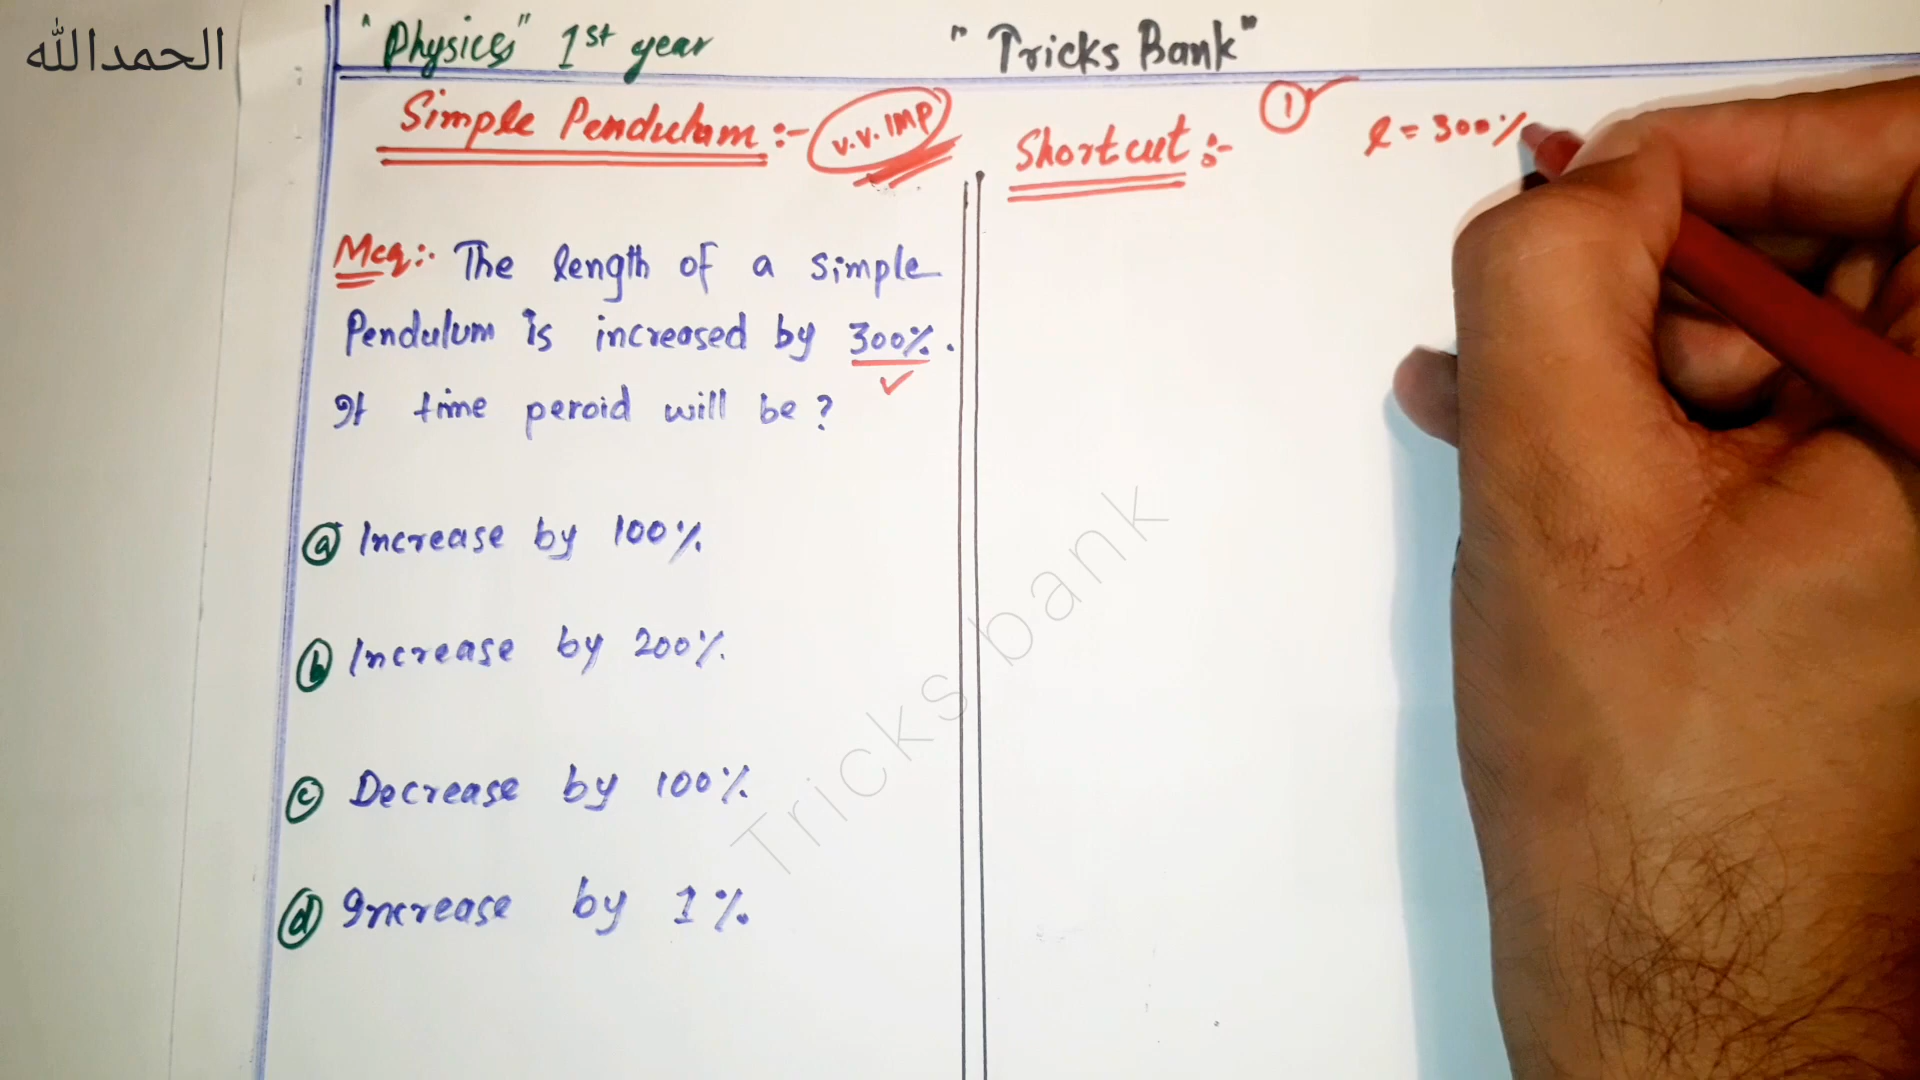 الحمدالله
"Physics" 1st year
"Tricks Bank"
Simple Pendulum :-
v.v. IMP
Mcq:. The length of a simple
Pendulum is increased by 300%.
It time peroid will be ?
a Increase by 100%
b Increase by 200%
c Decrease by 100%
d Increase by 1%
Shortcut :-
1
l = 300%
Tricks bank